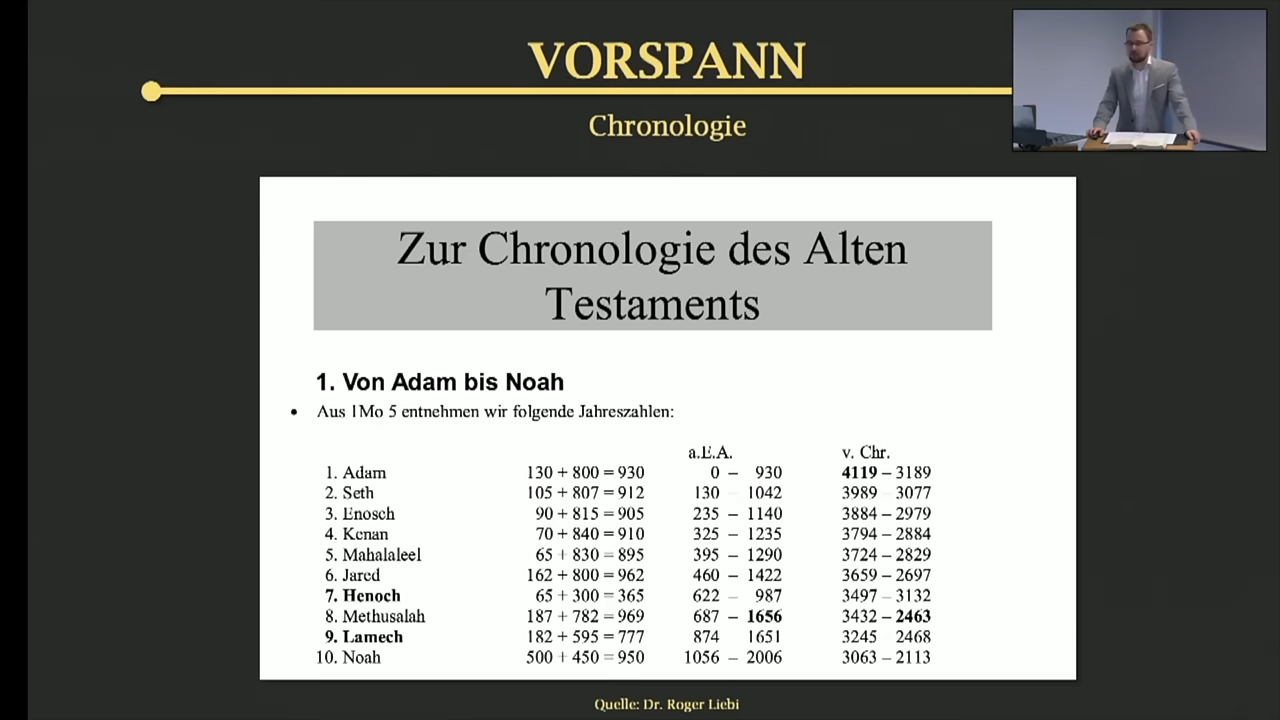 VORSPANN
Chronologie
Zur Chronologie des Alten
Testaments
1. Von Adam bis Noah
• Aus 1Mo 5 entnehmen wir folgende Jahreszahlen:
a.E.A. v. Chr.
1. Adam 130 + 800 = 930 0 – 930 4119 – 3189
2. Seth 105 + 807 = 912 130 – 1042 3989 – 3077
3. Enosch 90 + 815 = 905 235 – 1140 3884 – 2979
4. Kenan 70 + 840 = 910 325 – 1235 3794 – 2884
5. Mahalaleel 65 + 830 = 895 395 – 1290 3724 – 2829
6. Jared 162 + 800 = 962 460 – 1422 3659 – 2697
7. Henoch 65 + 300 = 365 622 – 987 3497 – 3132
8. Methusalah 187 + 782 = 969 687 – 1656 3432 – 2463
9. Lamech 182 + 595 = 777 874 1651 3245 2468
10. Noah 500 + 450 = 950 1056 – 2006 3063 – 2113
Quelle: Dr. Roger Liebi